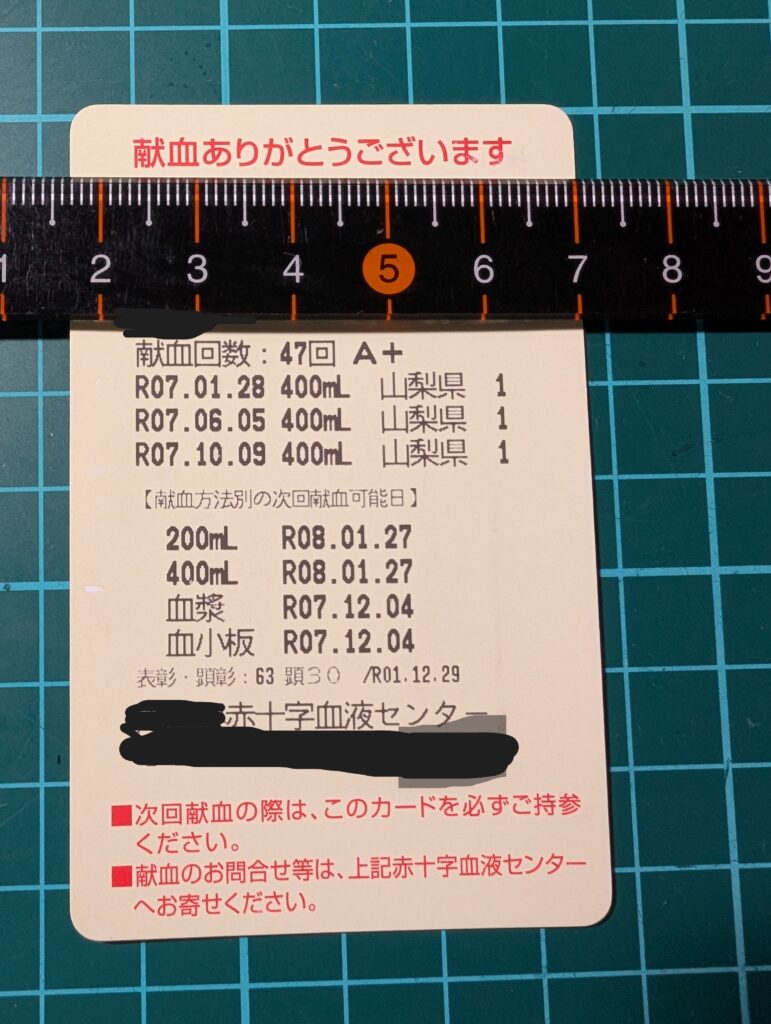 献血ありがとうございます
1 2 3 4 5 6 7 8 9
献血回数：47回 A+
R07.01.28 400mL 山梨県 1
R07.06.05 400mL 山梨県 1
R07.10.09 400mL 山梨県 1
【献血方法別の次回献血可能日】
200mL R08.01.27
400mL R08.01.27
血漿 R07.12.04
血小板 R07.12.04
表彰・顕彰：63 顕30 /R01.12.29
赤十字血液センター
■次回献血の際は、このカードを必ずご持参
ください。
■献血のお問合せ等は、上記赤十字血液センター
へお寄せください。